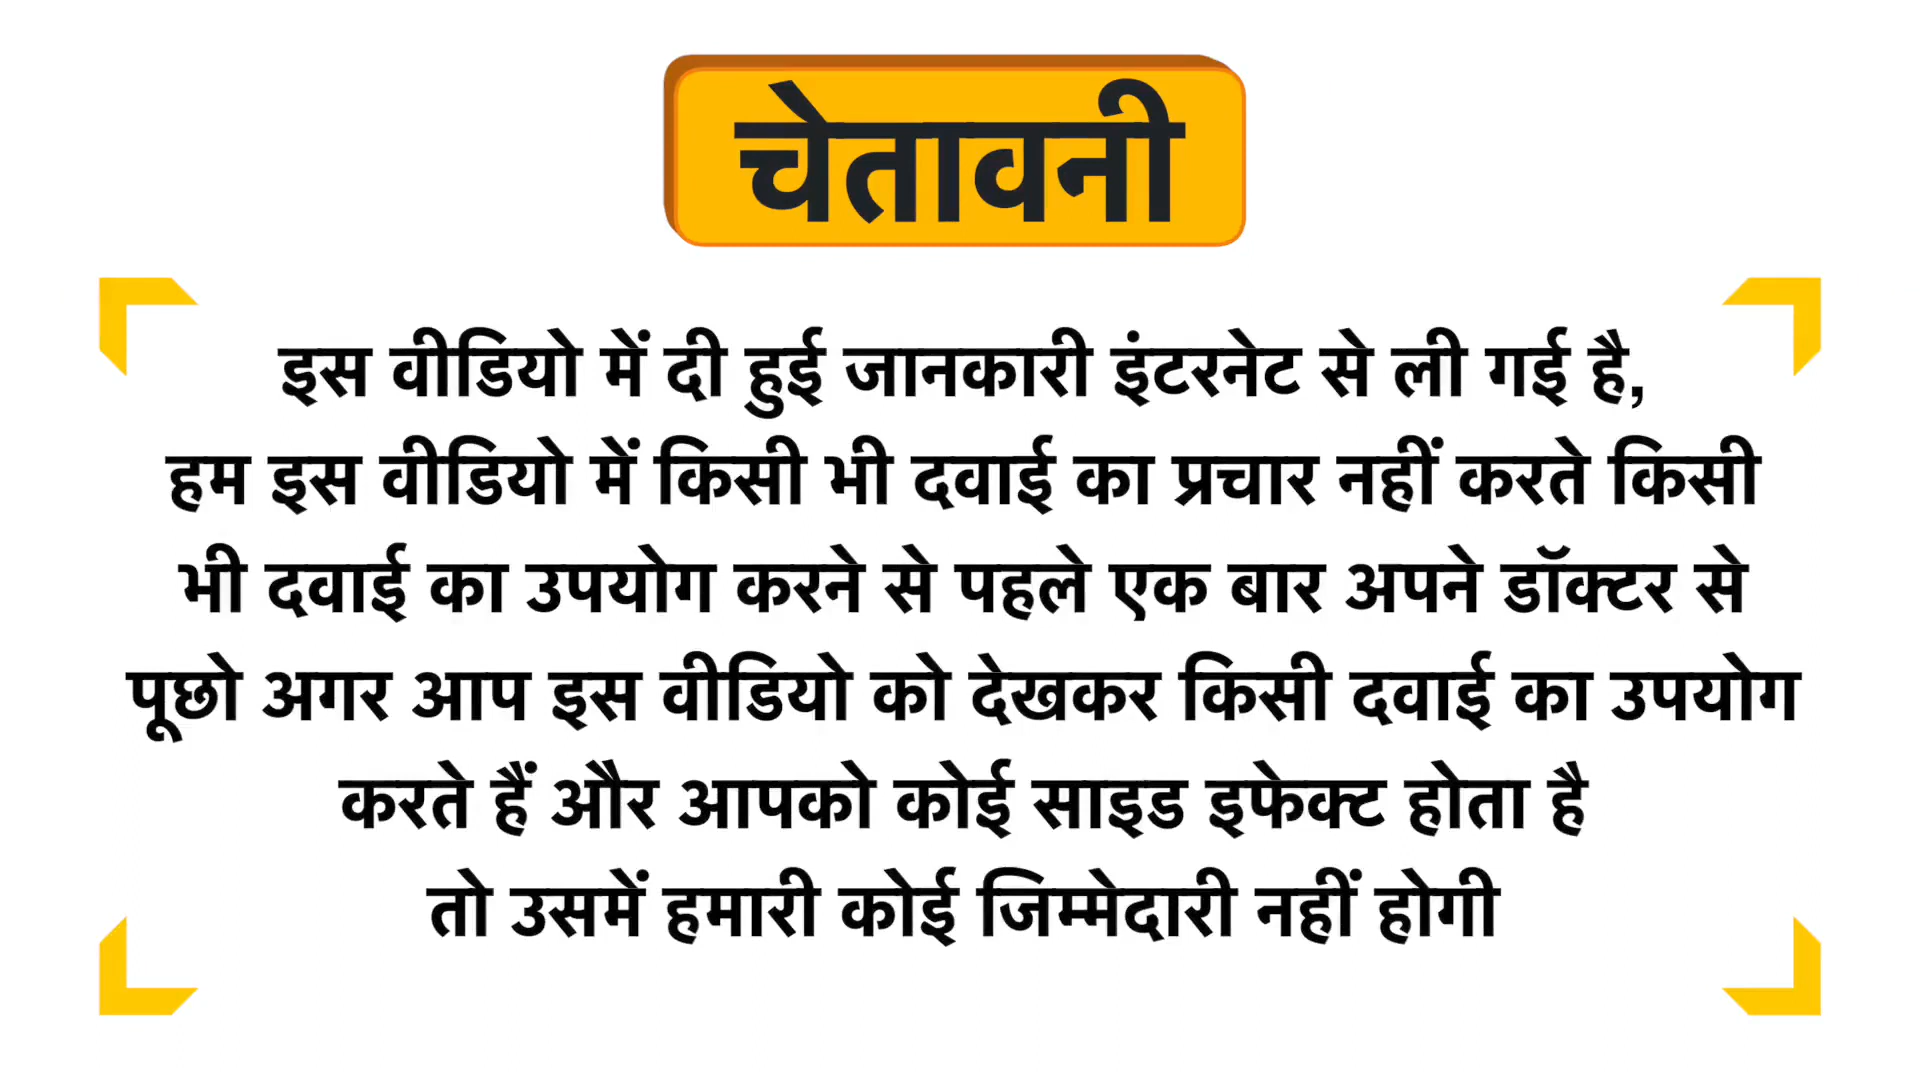 चेतावनी
इस वीडियो में दी हुई जानकारी इंटरनेट से ली गई है,
हम इस वीडियो में किसी भी दवाई का प्रचार नहीं करते किसी
भी दवाई का उपयोग करने से पहले एक बार अपने डॉक्टर से
पूछो अगर आप इस वीडियो को देखकर किसी दवाई का उपयोग
करते हैं और आपको कोई साइड इफेक्ट होता है
तो उसमें हमारी कोई जिम्मेदारी नहीं होगी